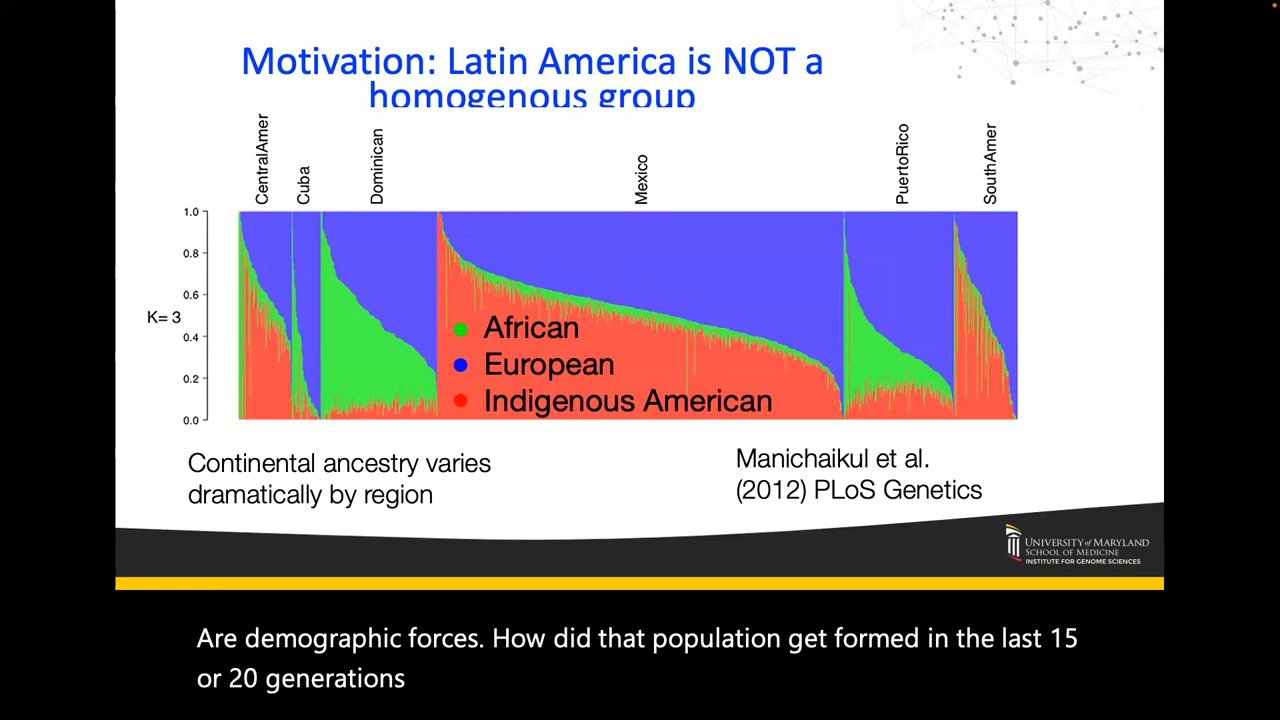 Motivation: Latin America is NOT a
homogenous group
CentralAmer
Cuba
Dominican
Mexico
PuertoRico
SouthAmer
1.0
0.8
0.6
K= 3
0.4
0.2
0.0
African
European
Indigenous American
Continental ancestry varies
dramatically by region
Manichaikul et al.
(2012) PLoS Genetics
UNIVERSITY of MARYLAND
SCHOOL OF MEDICINE
INSTITUTE FOR GENOME SCIENCES
Are demographic forces. How did that population get formed in the last 15
or 20 generations